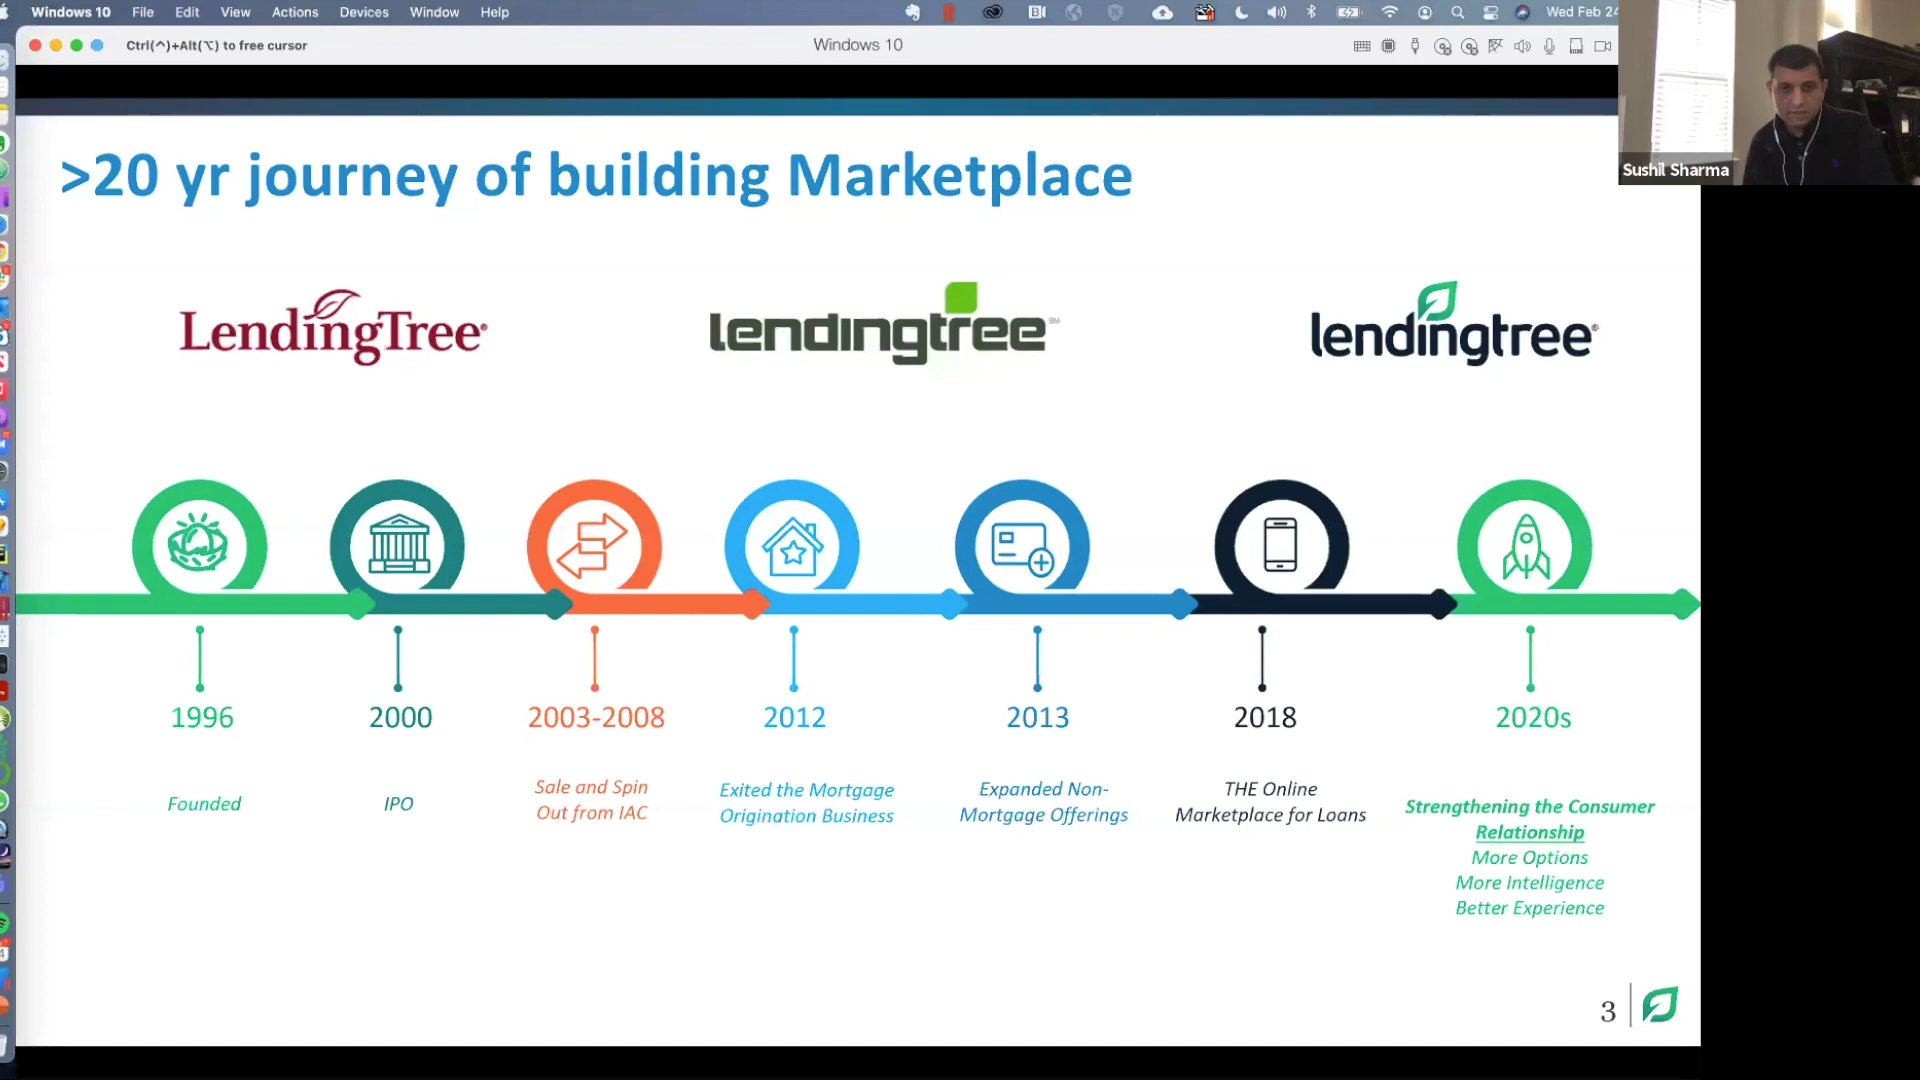 Windows 10 File Edit View Actions Devices Window Help
Wed Feb 24
Ctrl(^)+Alt(⌥) to free cursor
Windows 10
Sushil Sharma
>20 yr journey of building Marketplace
LendingTree®
lendingtree℠
lendingtree®
1996
2000
2003-2008
2012
2013
2018
2020s
Founded
IPO
Sale and Spin
Out from IAC
Exited the Mortgage
Origination Business
Expanded Non-
Mortgage Offerings
THE Online
Marketplace for Loans
Strengthening the Consumer
Relationship
More Options
More Intelligence
Better Experience
3